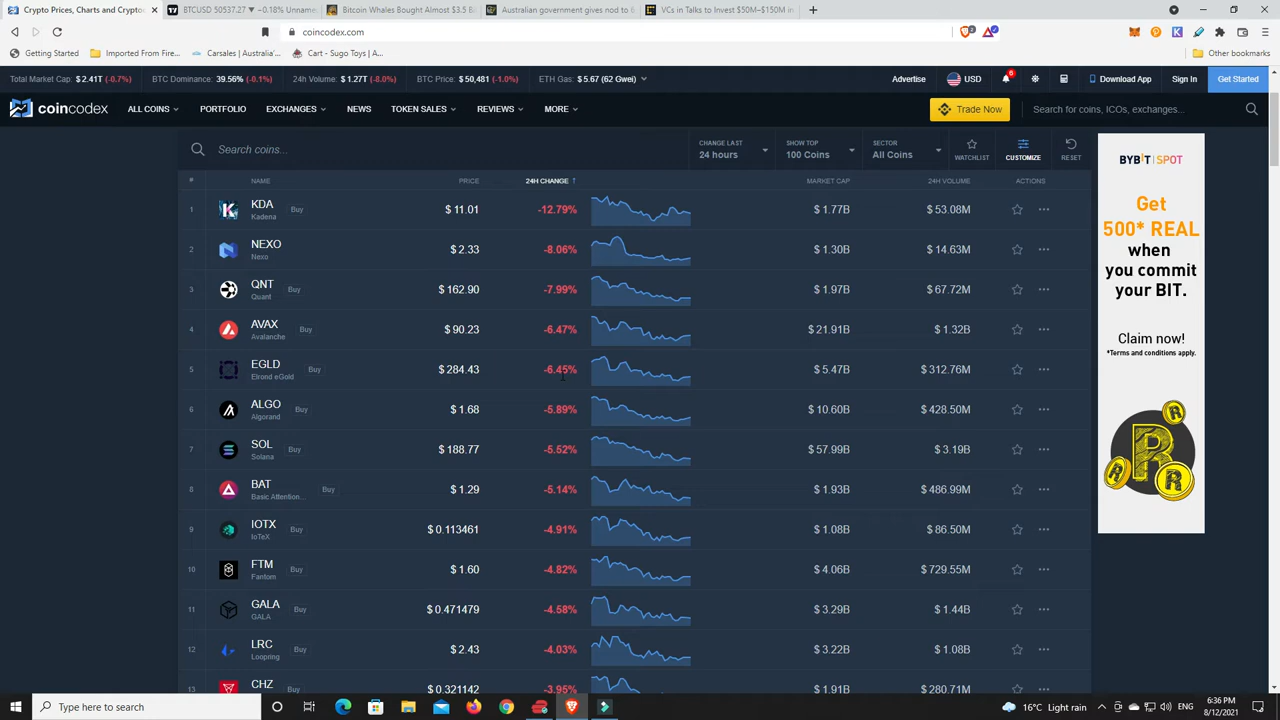 Crypto Prices, Charts and Cryptoc
BTCUSD 50537.27 ▼ −0.18% Unname
Bitcoin Whales Bought Almost $3.5 Bi
Australian government gives nod to 6
VCs in Talks to Invest $50M–$150M in
coincodex.com
Getting Started
Imported From Fire...
Carsales | Australia'...
Cart - Sugo Toys | A...
Other bookmarks
Total Market Cap: $ 2.41T (-0.7%)
BTC Dominance: 39.56% (-0.1%)
24h Volume: $ 1.27T (-8.0%)
BTC Price: $ 50,481 (-1.0%)
ETH Gas: $ 5.67 (62 Gwei)
Advertise
USD
6
Download App
Sign In
Get Started
coincodex
ALL COINS
PORTFOLIO
EXCHANGES
NEWS
TOKEN SALES
REVIEWS
MORE
Trade Now
Search for coins, ICOs, exchanges...
Search coins...
CHANGE LAST
24 hours
SHOW TOP
100 Coins
SECTOR
All Coins
WATCHLIST
CUSTOMIZE
RESET
# NAME PRICE 24H CHANGE ↑ MARKET CAP 24H VOLUME ACTIONS
1 KDA Kadena Buy $ 11.01 -12.79% $ 1.77B $ 53.08M
2 NEXO Nexo $ 2.33 -8.06% $ 1.30B $ 14.63M
3 QNT Quant Buy $ 162.90 -7.99% $ 1.97B $ 67.72M
4 AVAX Avalanche Buy $ 90.23 -6.47% $ 21.91B $ 1.32B
5 EGLD Elrond eGold Buy $ 284.43 -6.45% $ 5.47B $ 312.76M
6 ALGO Algorand Buy $ 1.68 -5.89% $ 10.60B $ 428.50M
7 SOL Solana Buy $ 188.77 -5.52% $ 57.99B $ 3.19B
8 BAT Basic Attention... Buy $ 1.29 -5.14% $ 1.93B $ 486.99M
9 IOTX IoTeX Buy $ 0.113461 -4.91% $ 1.08B $ 86.50M
10 FTM Fantom Buy $ 1.60 -4.82% $ 4.06B $ 729.55M
11 GALA GALA Buy $ 0.471479 -4.58% $ 3.29B $ 1.44B
12 LRC Loopring Buy $ 2.43 -4.03% $ 3.22B $ 1.08B
13 CHZ Buy $ 0.321142 -3.95% $ 1.91B $ 280.71M
BYBIT | SPOT
Get
500* REAL
when
you commit
your BIT.
Claim now!
*Terms and conditions apply.
R
R
R
R
Type here to search
16°C Light rain
6:36 PM
8/12/2021